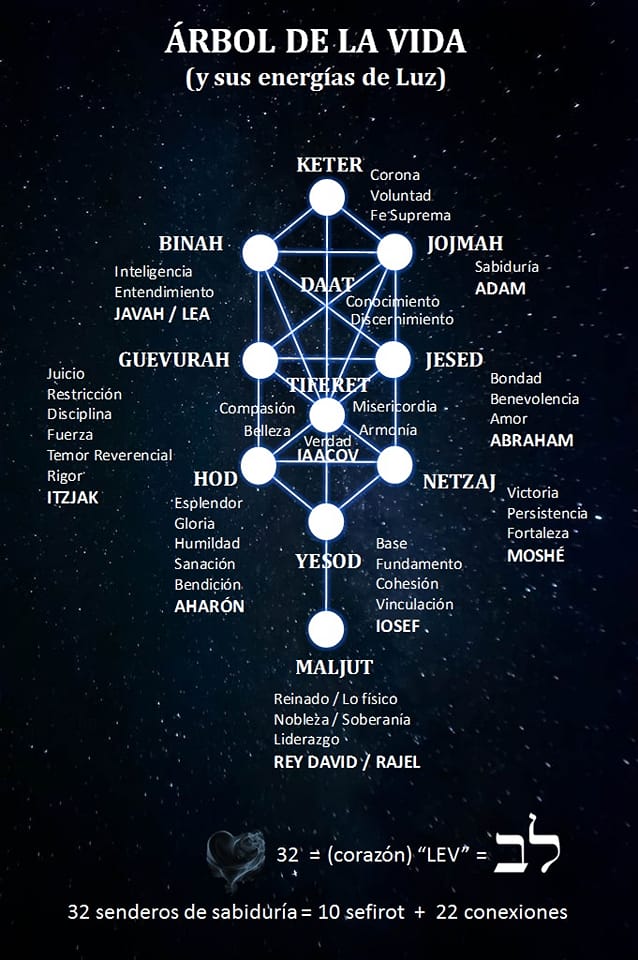 ÁRBOL DE LA VIDA
(y sus energías de Luz)
KETER
Corona
Voluntad
Fe Suprema
BINAH
Inteligencia
Entendimiento
JAVAH / LEA
JOJMAH
Sabiduría
ADAM
DAAT
Conocimiento
Discernimiento
GUEVURAH
Juicio
Restricción
Disciplina
Fuerza
Temor Reverencial
Rigor
ITZJAK
JESED
Bondad
Benevolencia
Amor
ABRAHAM
TIFERET
Compasión
Misericordia
Belleza
Armonía
Verdad
IAACOV
HOD
Esplendor
Gloria
Humildad
Sanación
Bendición
AHARÓN
NETZAJ
Victoria
Persistencia
Fortaleza
MOSHÉ
YESOD
Base
Fundamento
Cohesión
Vinculación
IOSEF
MALJUT
Reinado / Lo físico
Nobleza / Soberanía
Liderazgo
REY DAVID / RAJEL
32 = (corazón) “LEV” = לב
32 senderos de sabiduría = 10 sefirot + 22 conexiones